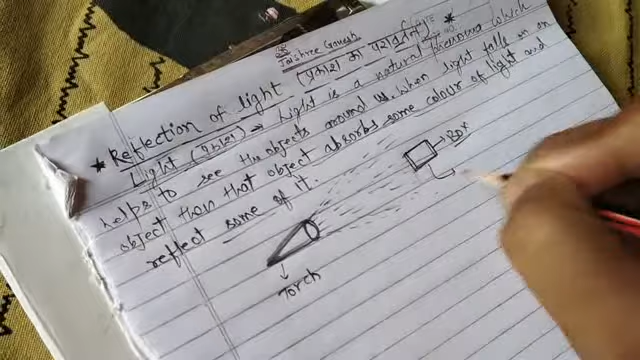 Jaishree Ganesh
* Reflection of light (प्रकाश का परावर्तन) *
Light (प्रकाश) → Light is a natural which
helps to see the objects around us. When light falls on an
object than that object absorbs some colour of light and
reflect some of it.
Box
Torch